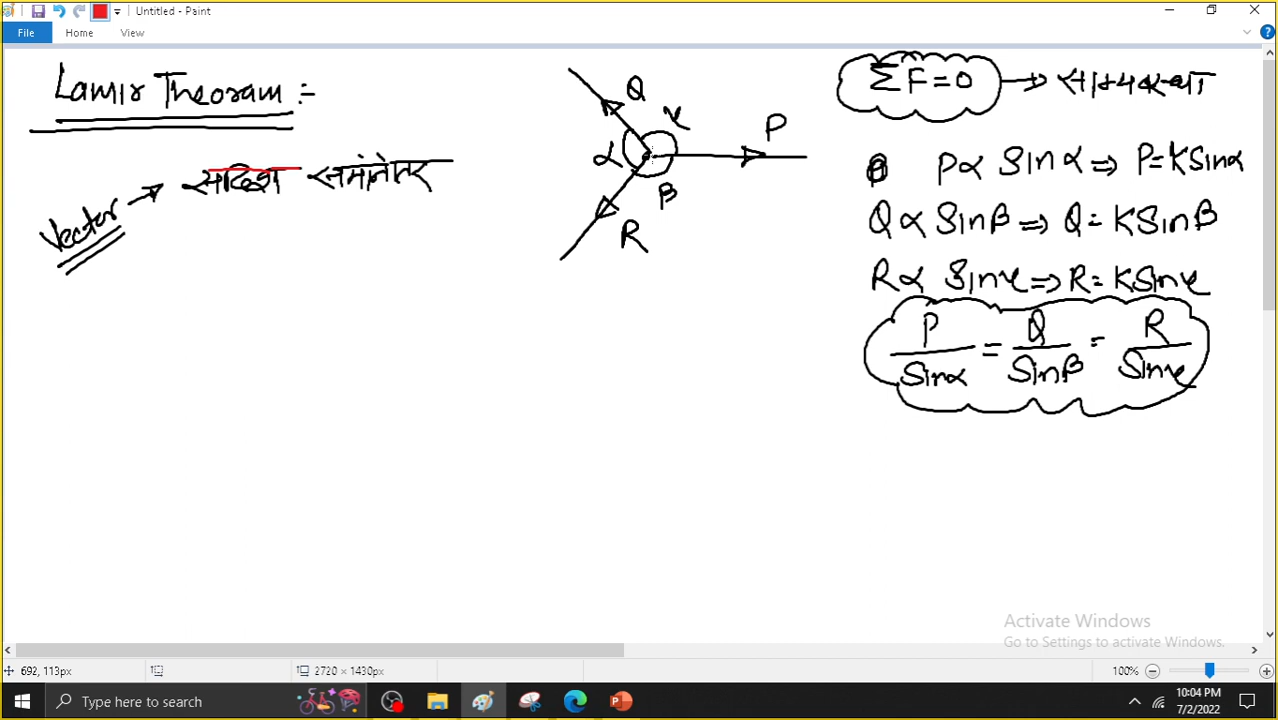 Untitled - Paint
File Home View
Lamir Theoram :-
Vector → सदिश समांनोतर
Q
γ
P
α
β
R
ΣF=0 →
P∝ Sinα ⇒ P=KSinα
Q∝ Sinβ ⇒ Q=KSinβ
R∝ Sinγ ⇒ R=KSinγ
P/Sinα = Q/Sinβ = R/Sinγ
Activate Windows
Go to Settings to activate Windows.
692, 113px 2720 × 1430px 100%
Type here to search
10:04 PM
7/2/2022